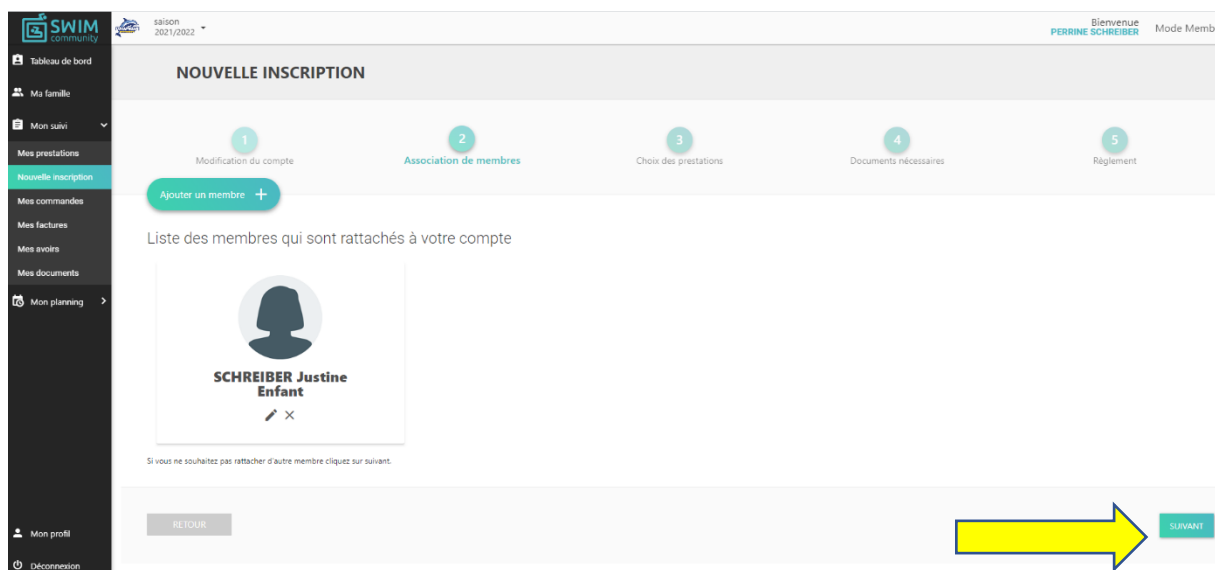 SWIM
community
saison
2021/2022
Bienvenue
PERRINE SCHREIBER
Mode Memb
Tableau de bord
Ma famille
Mon suivi
Mes prestations
Nouvelle inscription
Mes commandes
Mes factures
Mes avoirs
Mes documents
Mon planning
Mon profil
Déconnexion
NOUVELLE INSCRIPTION
1
Modification du compte
2
Association de membres
3
Choix des prestations
4
Documents nécessaires
5
Règlement
Ajouter un membre +
Liste des membres qui sont rattachés à votre compte
SCHREIBER Justine
Enfant
Si vous ne souhaitez pas rattacher d'autre membre cliquez sur suivant.
RETOUR
SUIVANT